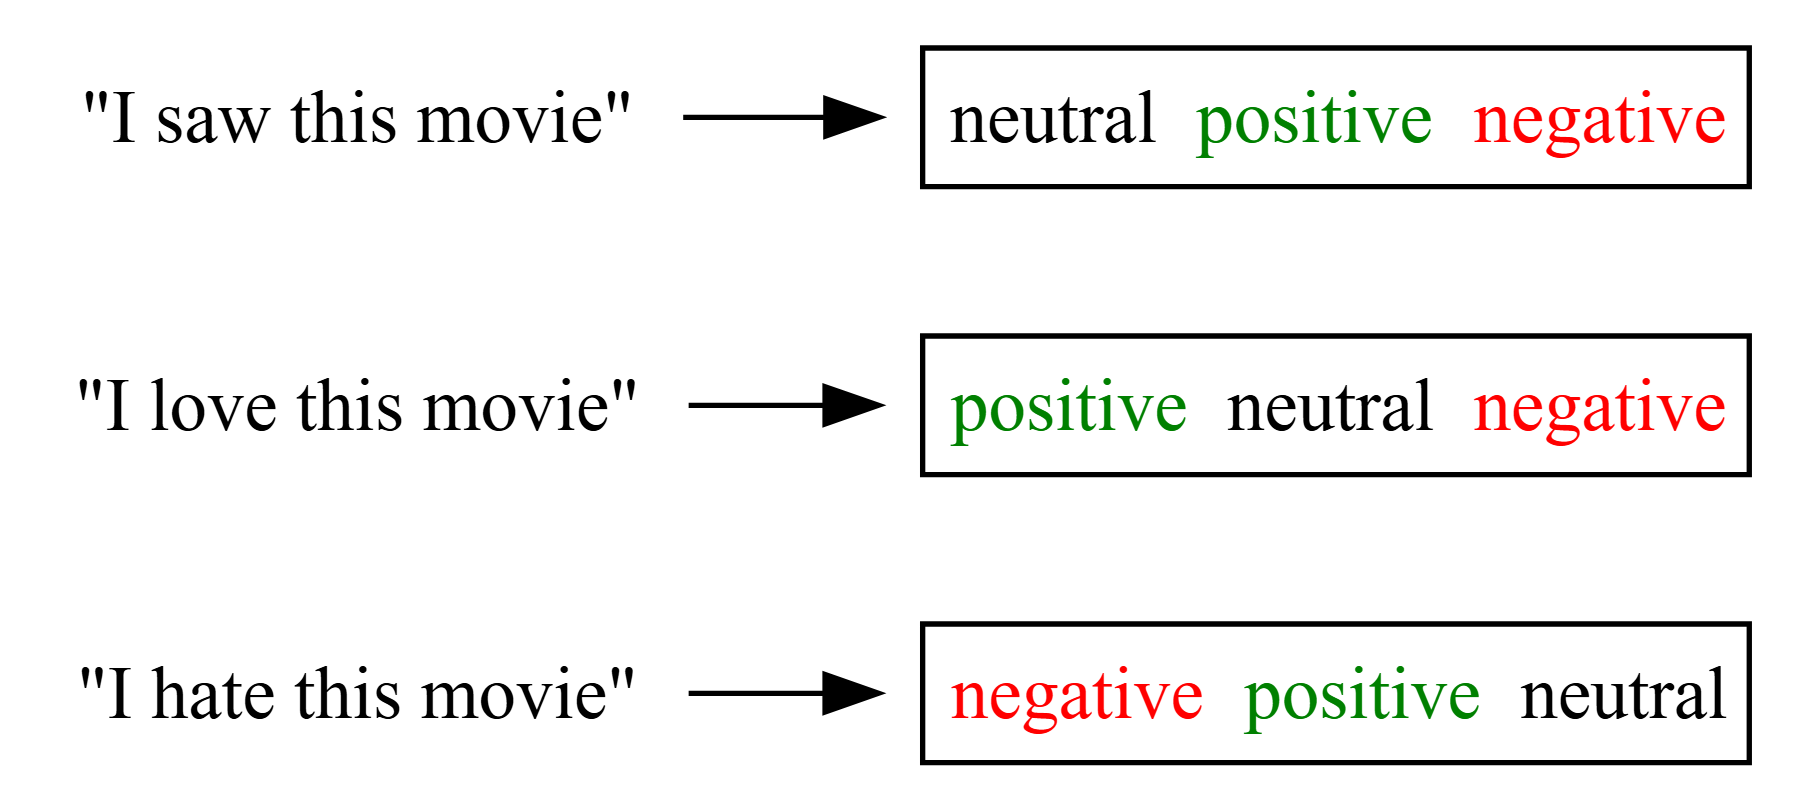 "I saw this movie" neutral positive negative
"I love this movie" positive neutral negative
"I hate this movie" negative positive neutral